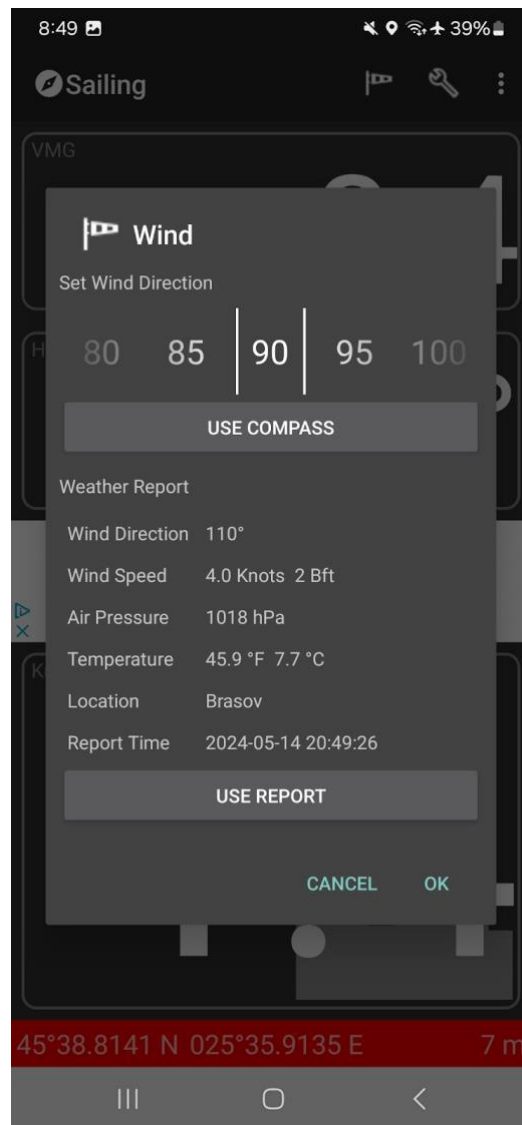 8:49 39%
Sailing
VMG
Wind
Set Wind Direction
H 80 85 90 95 100
USE COMPASS
Weather Report
Wind Direction 110°
Wind Speed 4.0 Knots 2 Bft
Air Pressure 1018 hPa
Temperature 45.9 °F 7.7 °C
Location Brasov
Report Time 2024-05-14 20:49:26
USE REPORT
CANCEL OK
45°38.8141 N 025°35.9135 E 7 m